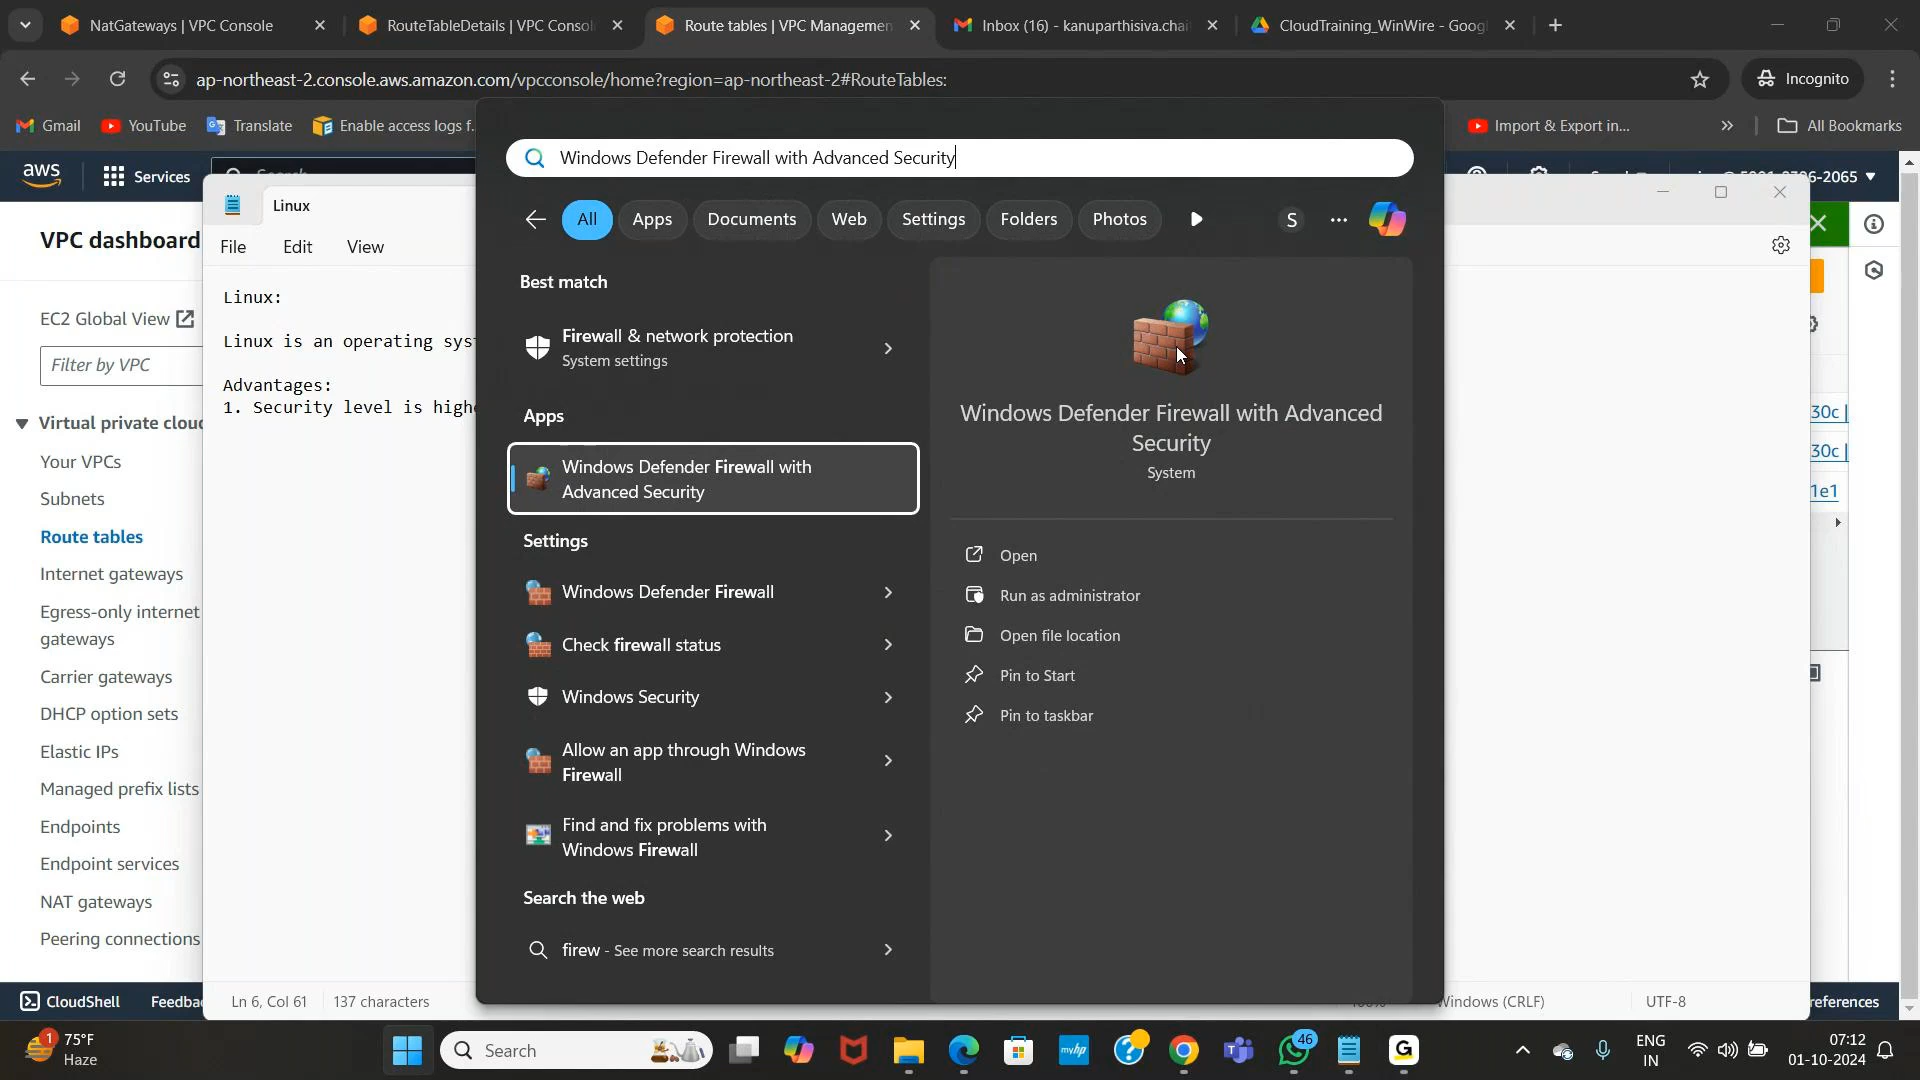 NatGateways | VPC Console
RouteTableDetails | VPC Consol
Route tables | VPC Managemen
Inbox (16) - kanuparthisiva.chai
CloudTraining_WinWire - Goog
ap-northeast-2.console.aws.amazon.com/vpcconsole/home?region=ap-northeast-2#RouteTables:
Incognito
Gmail
YouTube
Translate
Enable access logs f...
Import & Export in...
All Bookmarks
aws
Services
Windows Defender Firewall with Advanced Security
All
Apps
Documents
Web
Settings
Folders
Photos
S
VPC dashboard
EC2 Global View
Filter by VPC
Virtual private clou
Your VPCs
Subnets
Route tables
Internet gateways
Egress-only internet
gateways
Carrier gateways
DHCP option sets
Elastic IPs
Managed prefix lists
Endpoints
Endpoint services
NAT gateways
Peering connections
CloudShell
Feedba
Linux
File
Edit
View
Linux:
Linux is an operating syst
Advantages:
1. Security level is highe
Ln 6, Col 61
137 characters
Best match
Firewall & network protection
System settings
Apps
Windows Defender Firewall with
Advanced Security
Settings
Windows Defender Firewall
Check firewall status
Windows Security
Allow an app through Windows
Firewall
Find and fix problems with
Windows Firewall
Search the web
firew - See more search results
Windows Defender Firewall with Advanced
Security
System
Open
Run as administrator
Open file location
Pin to Start
Pin to taskbar
6-2065
30c |
30c |
1e1
Windows (CRLF)
UTF-8
references
1
75°F
Haze
Search
myhp
46
G
ENG
IN
07:12
01-10-2024